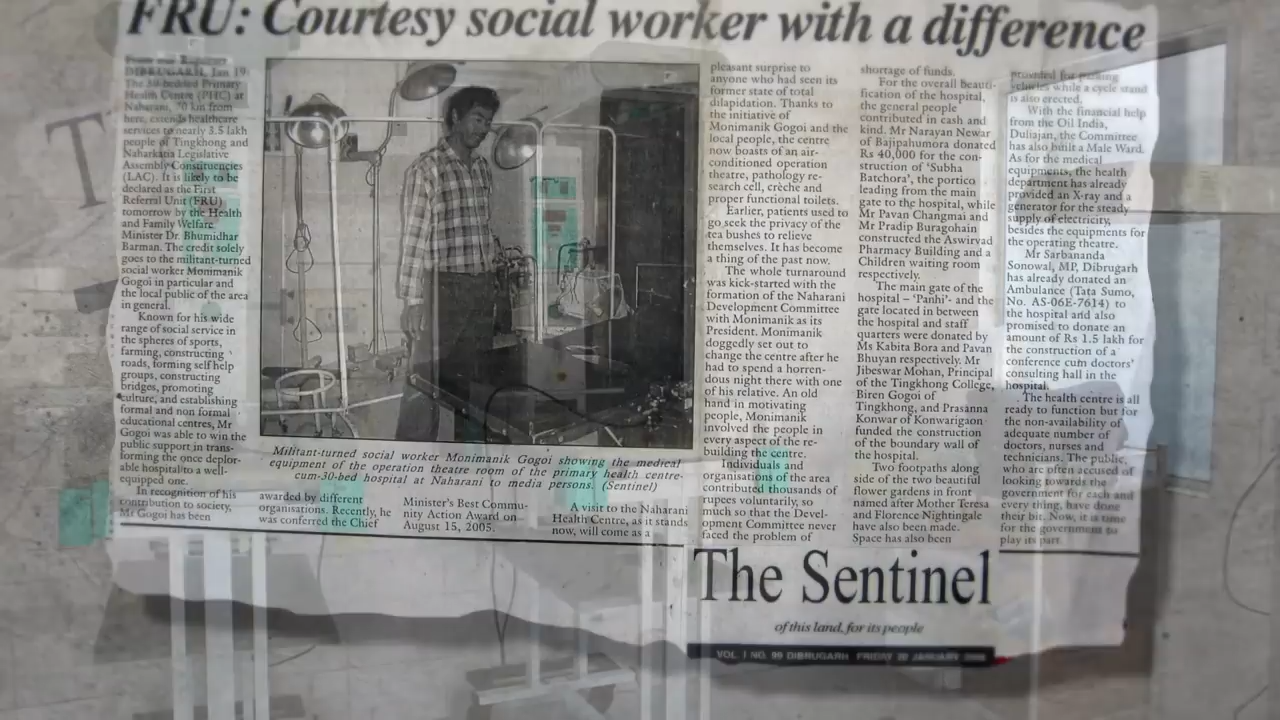 FRU: Courtesy social worker with a difference
From our Reporter
DIBRUGARH, Jan 19:
The 30-bedded Primary
Health Centre (PHC) at
Naharani, 70 km from
here, extends healthcare
services to nearly 3.5 lakh
people of Tingkhong and
Naharkatia Legislative
Assembly Constituencies
(LAC). It is likely to be
declared as the First
Referral Unit (FRU)
tomorrow by the Health
and Family Welfare
Minister Dr. Bhumidhar
Barman. The credit solely
goes to the militant-turned
social worker Monimanik
Gogoi in particular and
the local public of the area
in general.
Known for his wide
range of social service in
the spheres of sports,
farming, constructing
roads, forming self help
groups, constructing
bridges, promoting
culture, and establishing
formal and non formal
educational centres, Mr
Gogoi was able to win the
public support in trans-
forming the once deplor-
able hospital to a well-
equipped one.
In recognition of his
contribution to society,
Mr Gogoi has been
Militant-turned social worker Monimanik Gogoi showing the medical
equipment of the operation theatre room of the primary health centre-
cum-30-bed hospital at Naharani to media persons. (Sentinel)
awarded by different
organisations. Recently, he
was conferred the Chief
Minister's Best Commu-
nity Action Award on
August 15, 2005.
A visit to the Naharani
Health Centre, as it stands
now, will come as a
pleasant surprise to
anyone who had seen its
former state of total
dilapidation. Thanks to
the initiative of
Monimanik Gogoi and the
local people, the centre
now boasts of an air-
conditioned operation
theatre, pathology re-
search cell, crèche and
proper functional toilets.
Earlier, patients used to
go seek the privacy of the
tea bushes to relieve
themselves. It has become
a thing of the past now.
The whole turnaround
was kick-started with the
formation of the Naharani
Development Committee
with Monimanik as its
President. Monimanik
doggedly set out to
change the centre after he
had to spend a horren-
dous night there with one
of his relative. An old
hand in motivating
people, Monimanik
involved the people in
every aspect of the re-
building the centre.
Individuals and
organisations of the area
contributed thousands of
rupees voluntarily, so
much so that the Devel-
opment Committee never
faced the problem of
shortage of funds.
For the overall beauti-
fication of the hospital,
the general people
contributed in cash and
kind. Mr Narayan Newar
of Bajipahumora donated
Rs 40,000 for the con-
struction of 'Subha
Batchora', the portico
leading from the main
gate to the hospital, while
Mr Pavan Changmai and
Mr Pradip Buragohain
constructed the Aswirvad
Pharmacy Building and a
Children waiting room
respectively.
The main gate of the
hospital – 'Panhi'- and the
gate located in between
the hospital and staff
quarters were donated by
Ms Kabita Bora and Pavan
Bhuyan respectively. Mr
Jibeswar Mohan, Principal
of the Tingkhong College,
Biren Gogoi of
Tingkhong, and Prasanna
Konwar of Konwarigaon
funded the construction
of the boundary wall of
the hospital.
Two footpaths along
side of the two beautiful
flower gardens in front
named after Mother Teresa
and Florence Nightingale
have also been made.
Space has also been
provided for parking
vehicles while a cycle stand
is also erected.
With the financial help
from the Oil India,
Duliajan, the Committee
has also built a Male Ward.
As for the medical
equipments, the health
department has already
provided an X-ray and a
generator for the steady
supply of electricity,
besides the equipments for
the operating theatre.
Mr Sarbananda
Sonowal, MP, Dibrugarh
has already donated an
Ambulance (Tata Sumo,
No. AS-06E-7614) to
the hospital and also
promised to donate an
amount of Rs 1.5 lakh for
the construction of a
conference cum doctors'
consulting hall in the
hospital.
The health centre is all
ready to function but for
the non-availability of
adequate number of
doctors, nurses and
technicians. The public,
who are often accused of
looking towards the
government for each and
every thing, have done
their bit. Now, it is time
for the government to
play its part.
The Sentinel
of this land, for its people
VOL. 1 NO. 99 DIBRUGARH FRIDAY 20 JANUARY